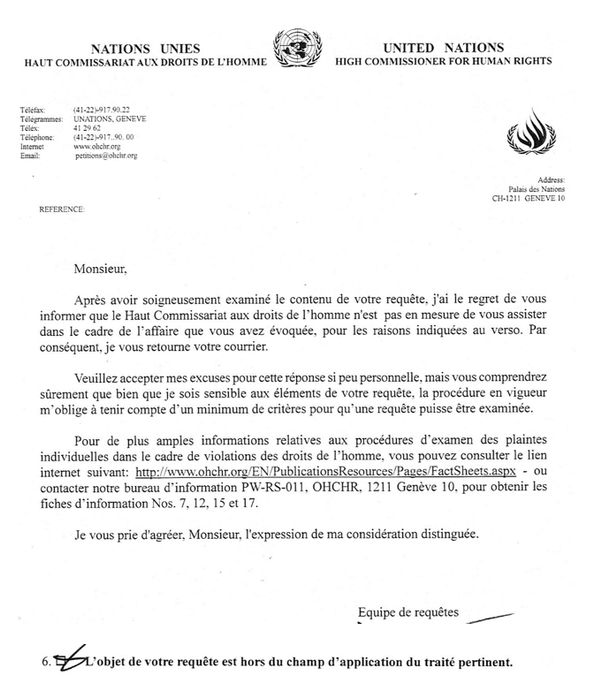 NATIONS UNIES
HAUT COMMISSARIAT AUX DROITS DE L'HOMME
UNITED NATIONS
HIGH COMMISSIONER FOR HUMAN RIGHTS
Téléfax: (41-22)-917.90.22
Télégrammes: UNATIONS, GENEVE
Télex: 41 29 62
Téléphone: (41-22)-917..90. 00
Internet www.ohchr.org
Email: petitions@ohchr.org
Address:
Palais des Nations
CH-1211 GENEVE 10
REFERENCE:
Monsieur,
Après avoir soigneusement examiné le contenu de votre requête, j'ai le regret de vous
informer que le Haut Commissariat aux droits de l'homme n'est pas en mesure de vous assister
dans le cadre de l'affaire que vous avez évoquée, pour les raisons indiquées au verso. Par
conséquent, je vous retourne votre courrier.
Veuillez accepter mes excuses pour cette réponse si peu personnelle, mais vous comprendrez
sûrement que bien que je sois sensible aux éléments de votre requête, la procédure en vigueur
m'oblige à tenir compte d'un minimum de critères pour qu'une requête puisse être examinée.
Pour de plus amples informations relatives aux procédures d'examen des plaintes
individuelles dans le cadre de violations des droits de l'homme, vous pouvez consulter le lien
internet suivant: http://www.ohchr.org/EN/PublicationsResources/Pages/FactSheets.aspx - ou
contacter notre bureau d'information PW-RS-011, OHCHR, 1211 Genève 10, pour obtenir les
fiches d'information Nos. 7, 12, 15 et 17.
Je vous prie d'agréer, Monsieur, l'expression de ma considération distinguée.
Equipe de requêtes
6. L'objet de votre requête est hors du champ d'application du traité pertinent.